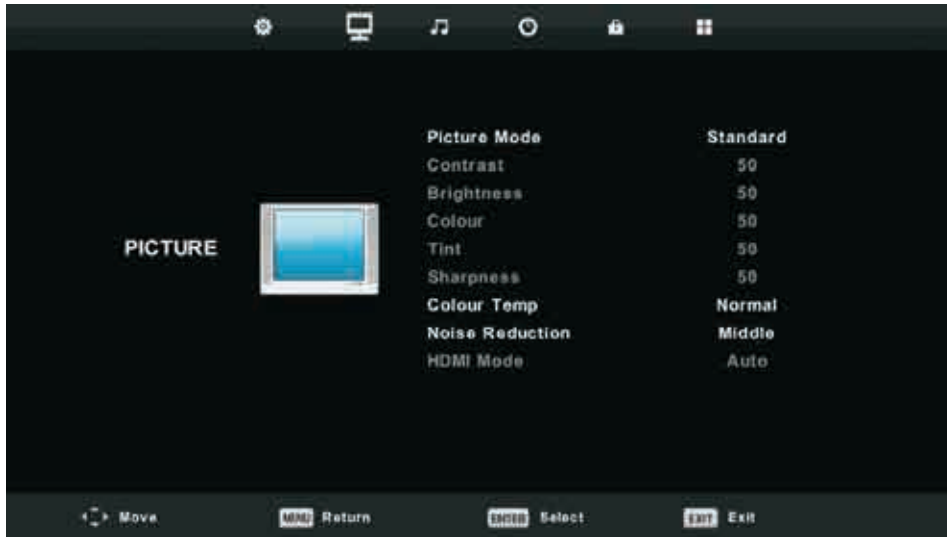 PICTURE
Picture Mode Standard
Contrast 50
Brightness 50
Colour 50
Tint 50
Sharpness 50
Colour Temp Normal
Noise Reduction Middle
HDMI Mode Auto
Move MENU Return ENTER Select EXIT Exit